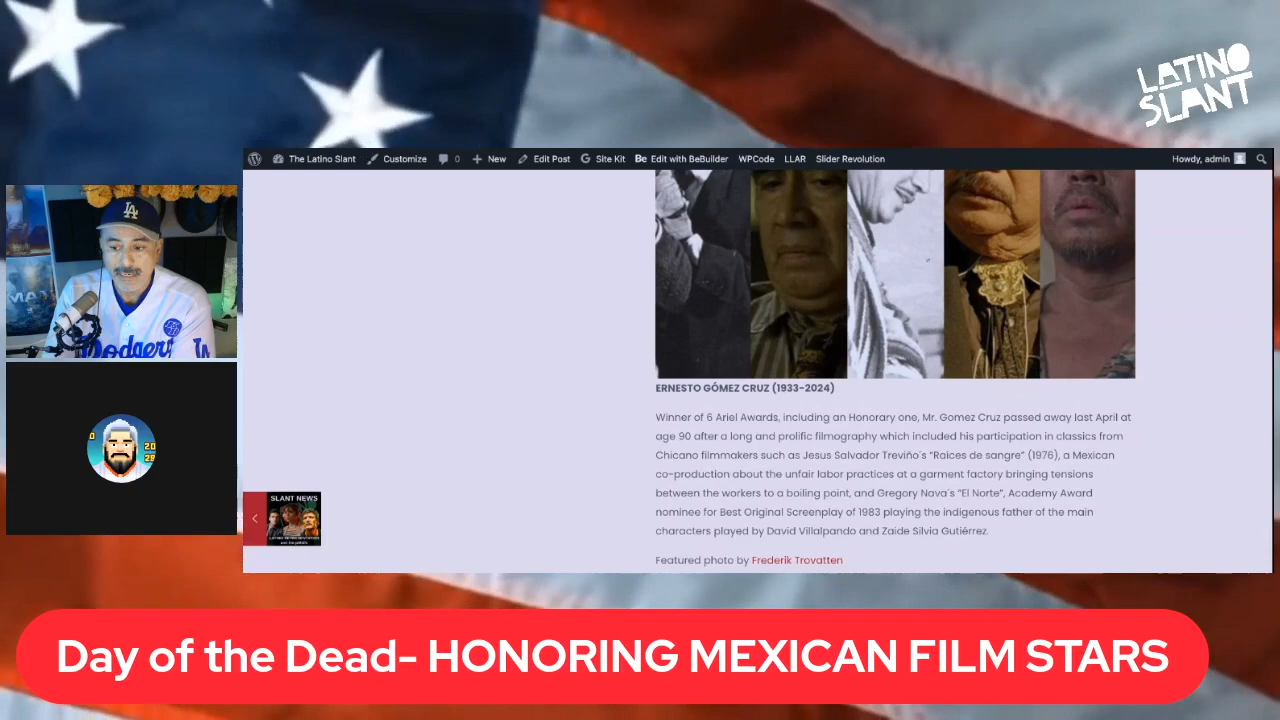 LATINO
SLANT
The Latino Slant
Customize
0
New
Edit Post
Site Kit
Be Edit with BeBuilder
WPCode
LLAR
Slider Revolution
Howdy, admin
LA
Dodgers
0
20
ERNESTO GÓMEZ CRUZ (1933-2024)
Winner of 6 Ariel Awards, including an Honorary one, Mr. Gomez Cruz passed away last April at
age 90 after a long and prolific filmography which included his participation in classics from
Chicano filmmakers such as Jesus Salvador Treviño´s "Raices de sangre" (1976), a Mexican
co-production about the unfair labor practices at a garment factory bringing tensions
between the workers to a boiling point, and Gregory Nava´s "El Norte", Academy Award
nominee for Best Original Screenplay of 1983 playing the indigenous father of the main
characters played by David Villalpando and Zaide Silvia Gutiérrez.
Featured photo by Frederik Trovatten
SLANT NEWS
Day of the Dead- HONORING MEXICAN FILM STARS